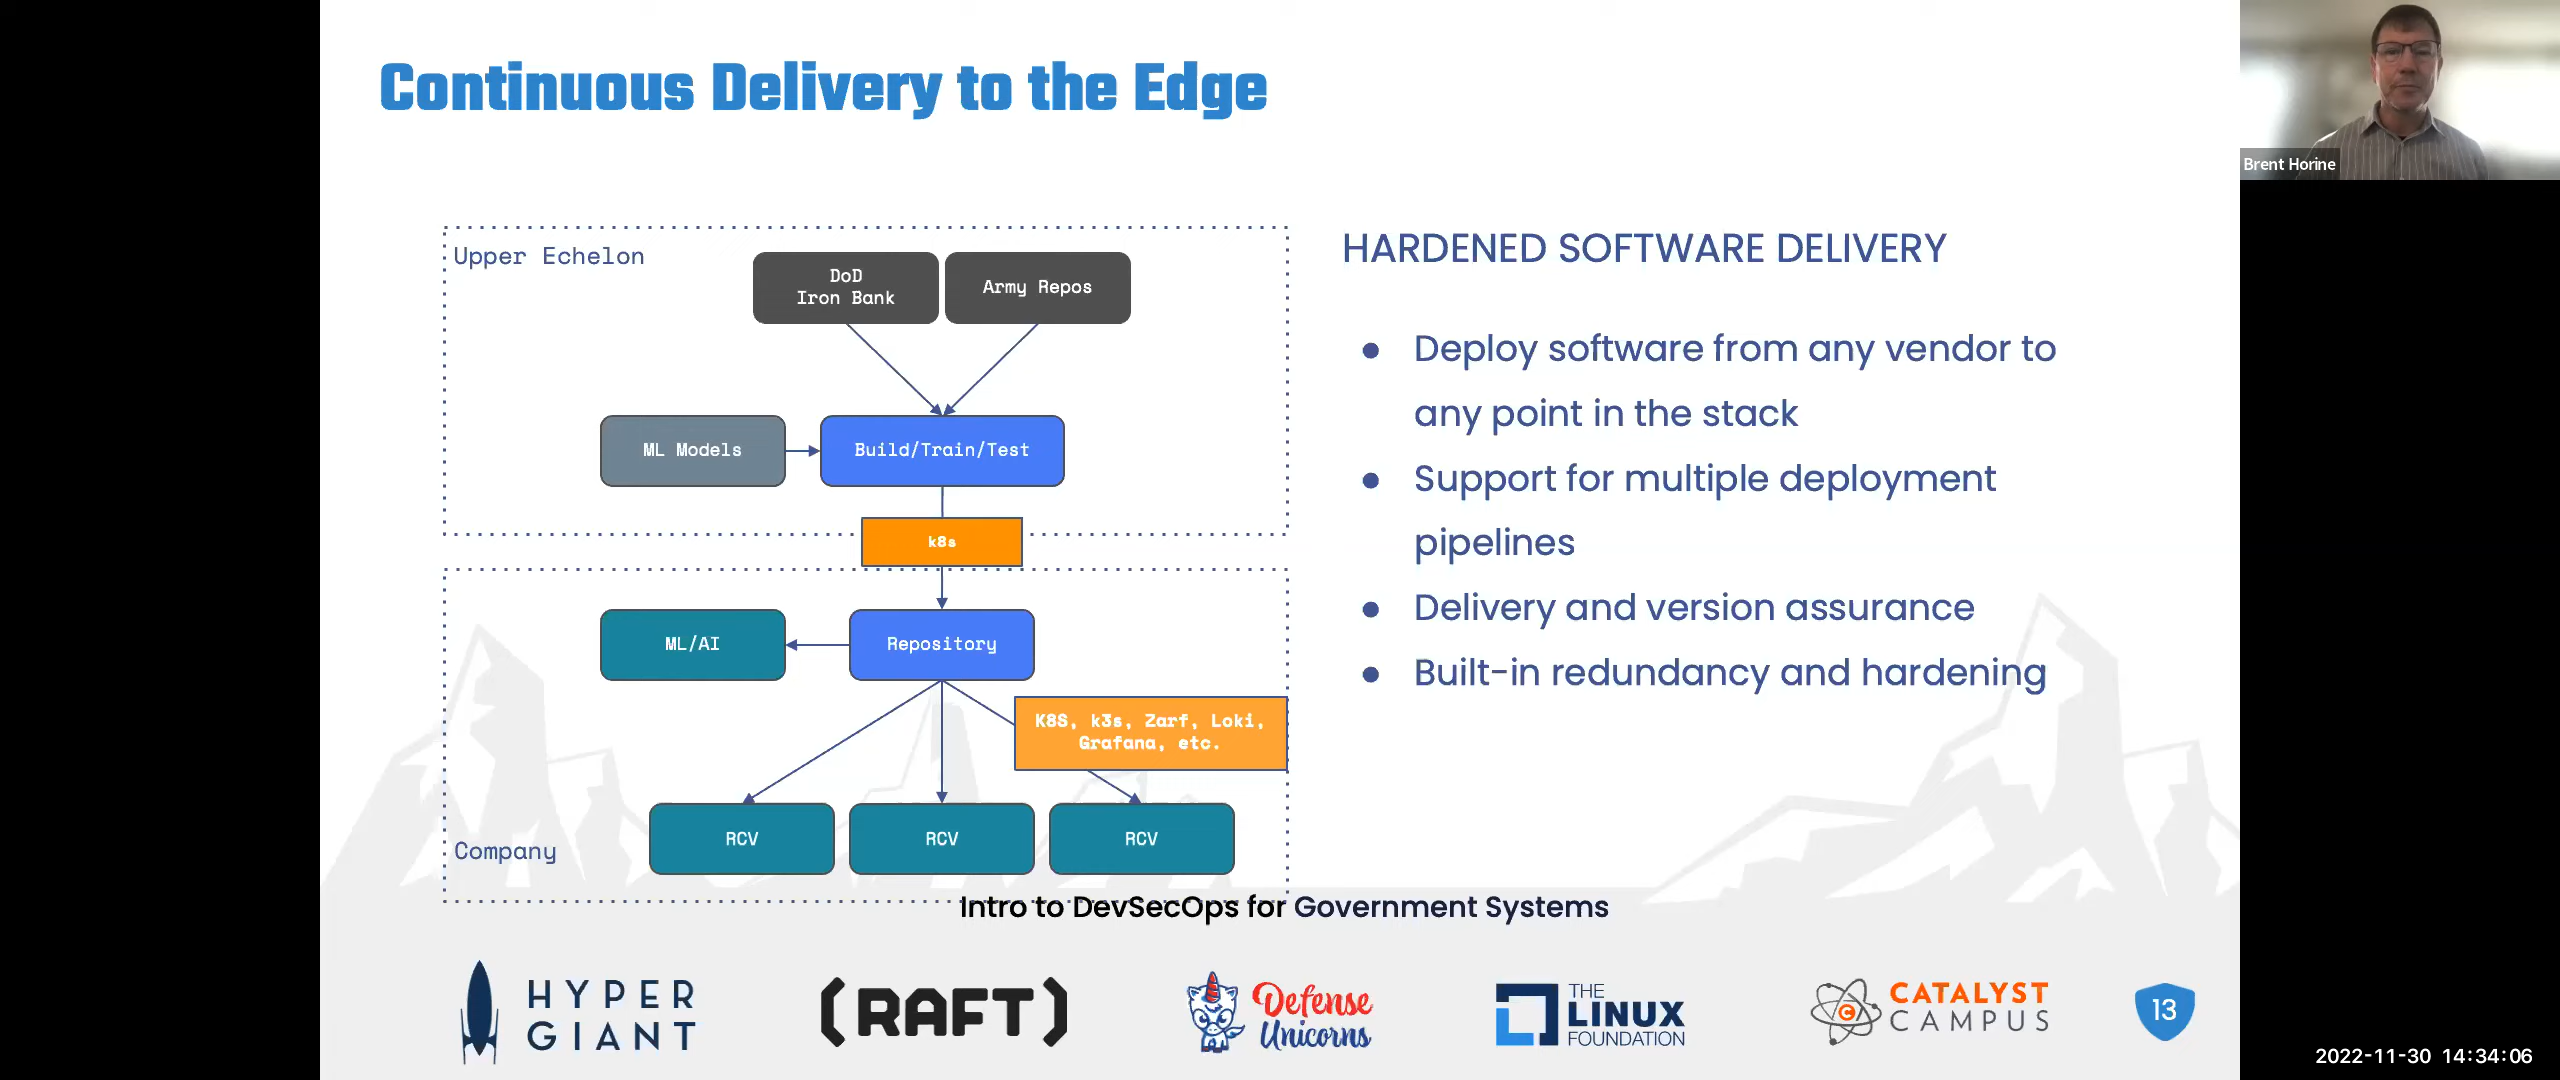 Continuous Delivery to the Edge
Brent Horine
Upper Echelon
DoD
Iron Bank
Army Repos
ML Models
Build/Train/Test
k8s
ML/AI
Repository
K8S, k3s, Zarf, Loki,
Grafana, etc.
RCV
RCV
RCV
Company
HARDENED SOFTWARE DELIVERY
● Deploy software from any vendor to
any point in the stack
● Support for multiple deployment
pipelines
● Delivery and version assurance
● Built-in redundancy and hardening
Intro to DevSecOps for Government Systems
HYPER
GIANT
(RAFT)
Defense
Unicorns
THE
LINUX
FOUNDATION
C
CATALYST
CAMPUS
13
2022-11-30 14:34:06